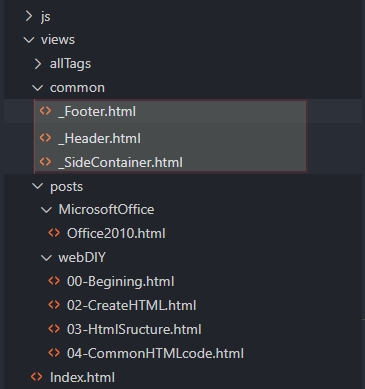 js
views
allTags
common
_Footer.html
_Header.html
_SideContainer.html
posts
MicrosoftOffice
Office2010.html
webDIY
00-Begining.html
02-CreateHTML.html
03-HtmlSructure.html
04-CommonHTMLcode.html
Index.html